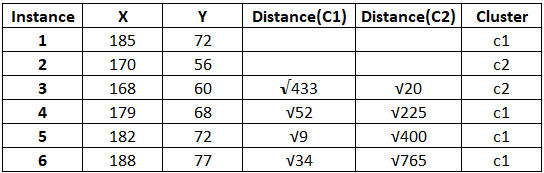 Instance X Y Distance(C1) Distance(C2) Cluster
1 185 72 c1
2 170 56 c2
3 168 60 √433 √20 c2
4 179 68 √52 √225 c1
5 182 72 √9 √400 c1
6 188 77 √34 √765 c1